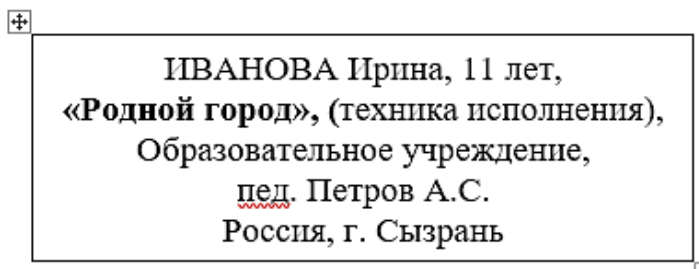 ИВАНОВА Ирина, 11 лет,
«Родной город», (техника исполнения),
Образовательное учреждение,
пед. Петров А.С.
Россия, г. Сызрань